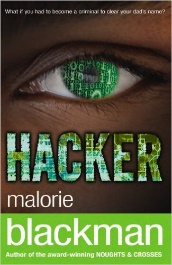 What if you had to become a criminal to clear your dad's name?
HACKER
malorie
blackman
Author of the award-winning NOUGHTS & CROSSES